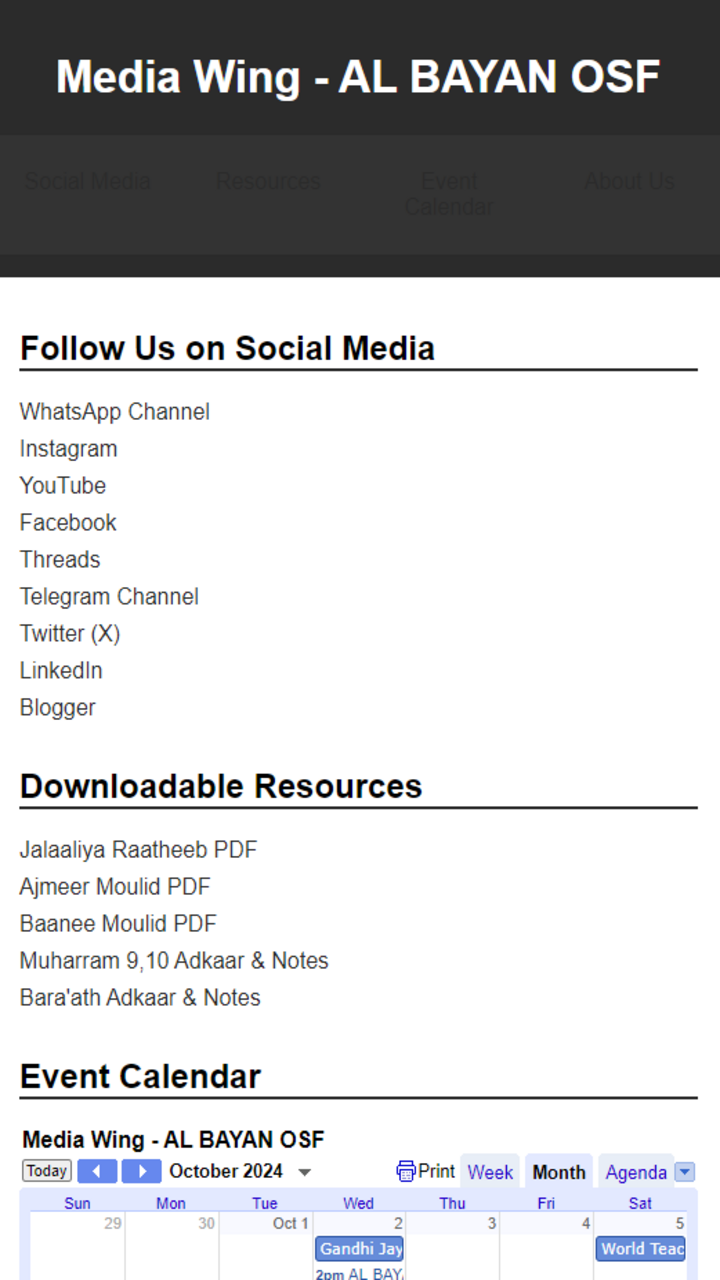 Media Wing - AL BAYAN OSF
Social Media Resources Event Calendar About Us
Follow Us on Social Media
WhatsApp Channel
Instagram
YouTube
Facebook
Threads
Telegram Channel
Twitter (X)
LinkedIn
Blogger
Downloadable Resources
Jalaaliya Raatheeb PDF
Ajmeer Moulid PDF
Baanee Moulid PDF
Muharram 9,10 Adkaar & Notes
Bara'ath Adkaar & Notes
Event Calendar
Media Wing - AL BAYAN OSF
Today October 2024 Print Week Month Agenda
Sun Mon Tue Wed Thu Fri Sat
29 30 Oct 1 2 3 4 5
Gandhi Jay World Teac
2pm AL BAY